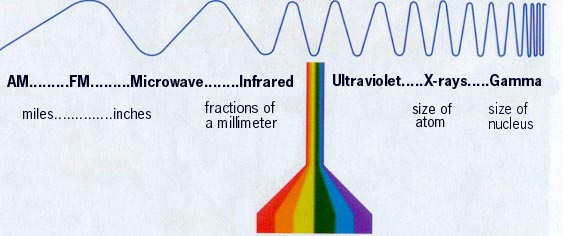 AM.........FM.........Microwave........Infrared Ultraviolet.....X-rays.....Gamma
miles..............inches fractions of size of size of
a millimeter atom nucleus